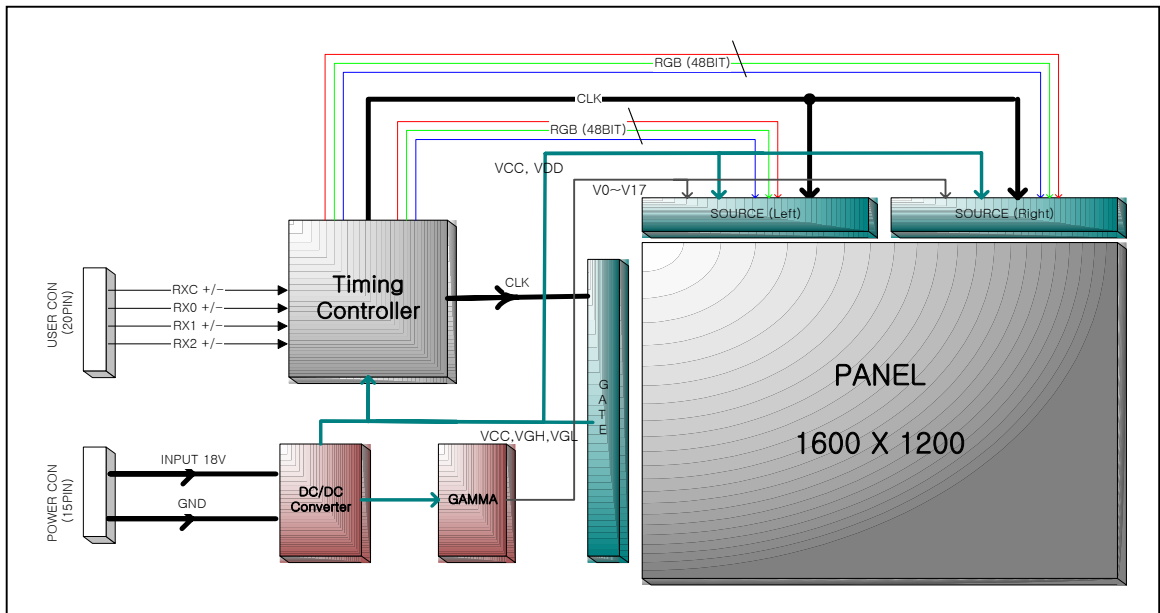 RGB (48BIT)
CLK
RGB (48BIT)
VCC, VDD
V0~V17
SOURCE (Left)
SOURCE (Right)
USER CON
(20PIN)
RXC +/-
RX0 +/-
RX1 +/-
RX2 +/-
Timing
Controller
CLK
GATE
PANEL
1600 X 1200
VCC,VGH,VGL
POWER CON
(15PIN)
INPUT 18V
GND
DC/DC
Converter
GAMMA